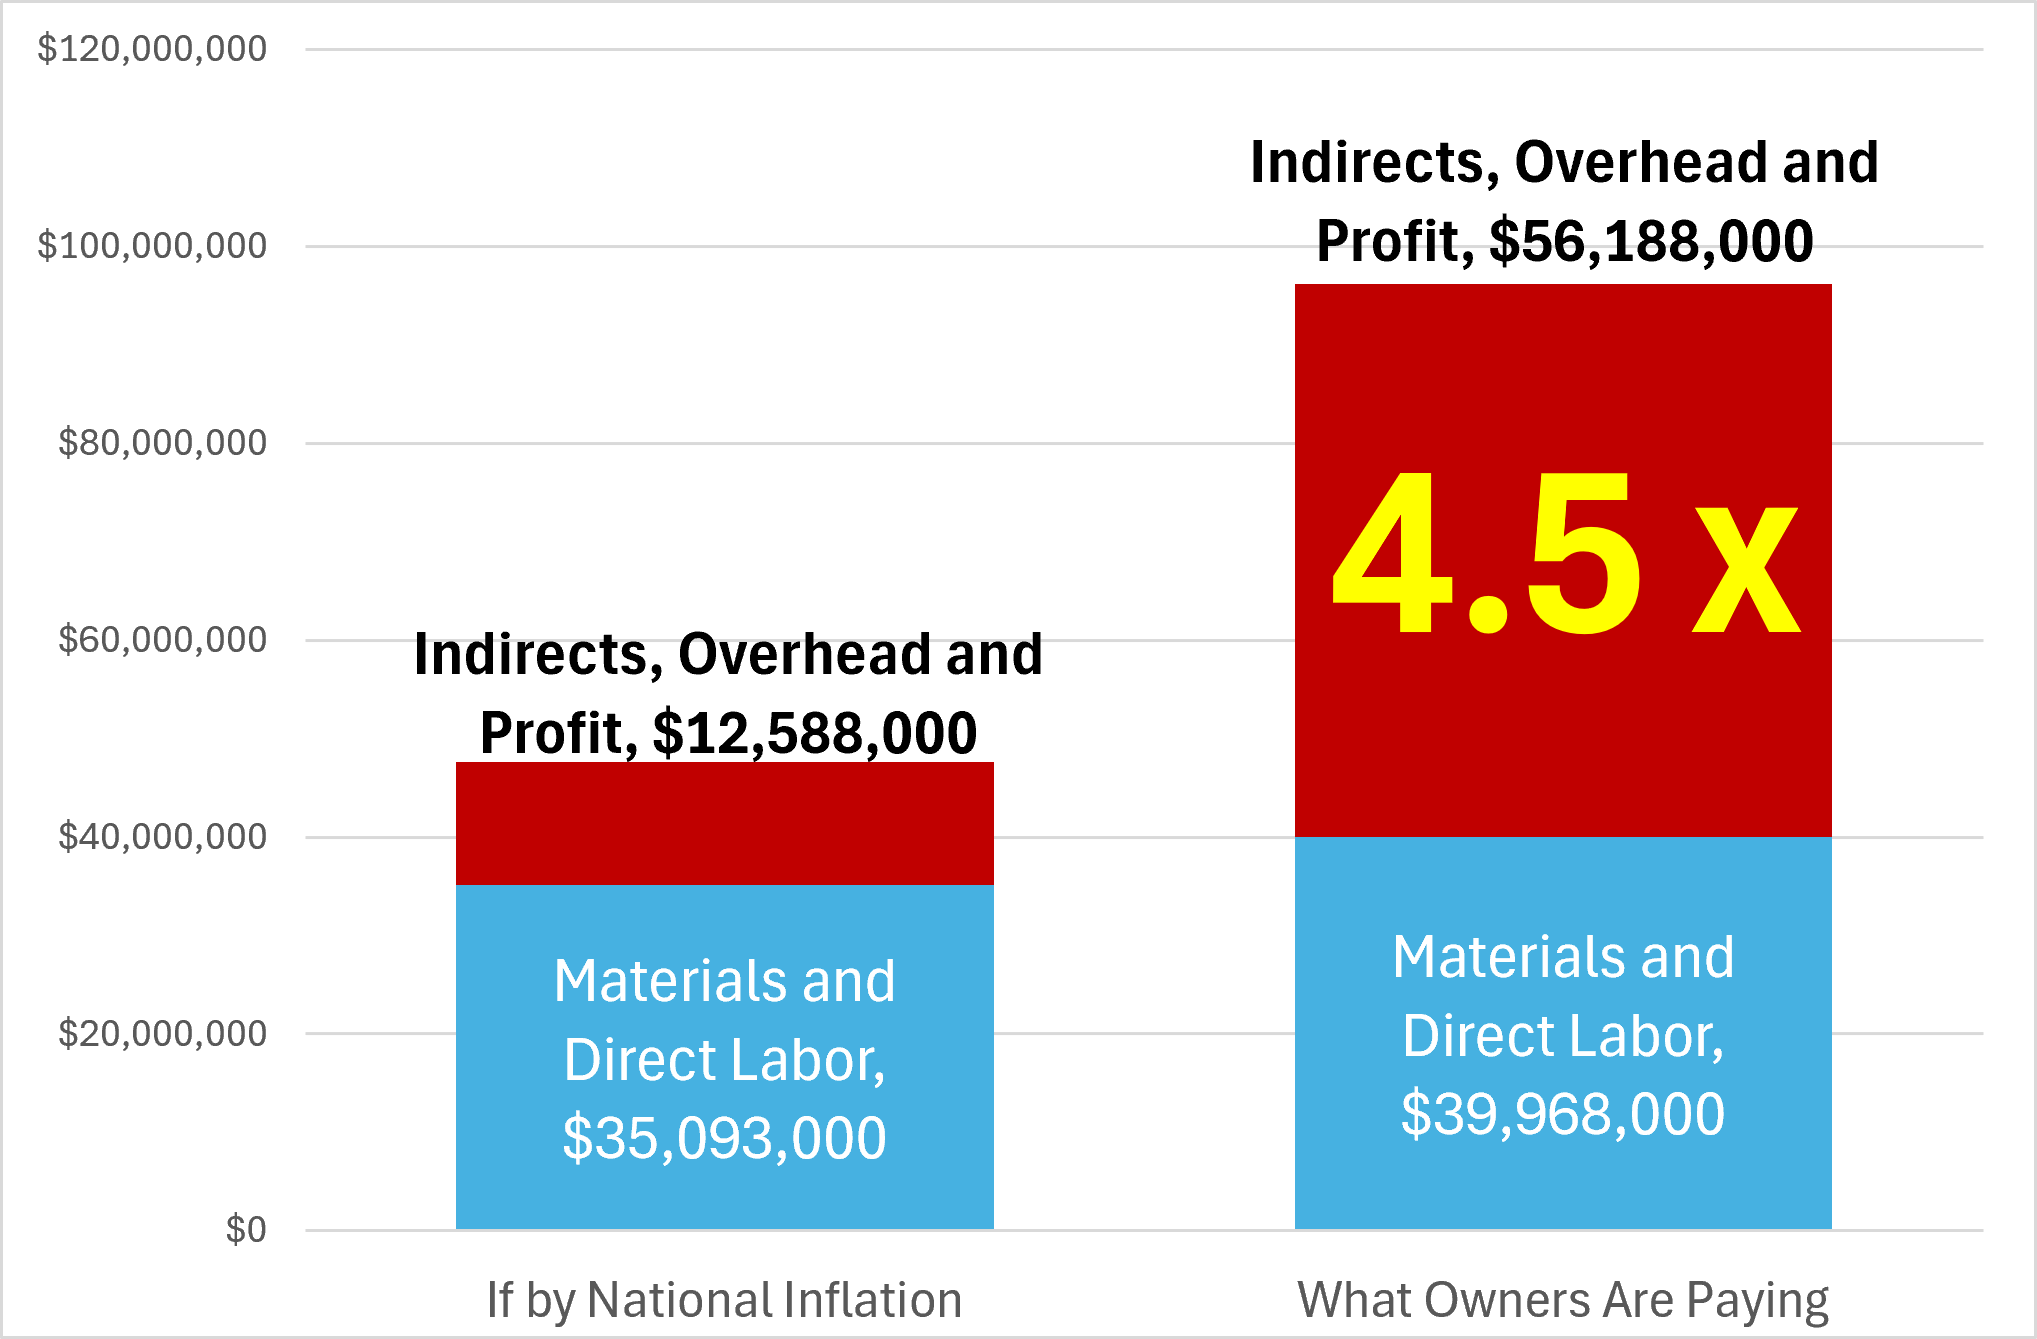 $120,000,000
$100,000,000
$80,000,000
$60,000,000
$40,000,000
$20,000,000
$0
Indirects, Overhead and
Profit, $12,588,000
Materials and
Direct Labor,
$35,093,000
If by National Inflation
Indirects, Overhead and
Profit, $56,188,000
4.5 x
Materials and
Direct Labor,
$39,968,000
What Owners Are Paying